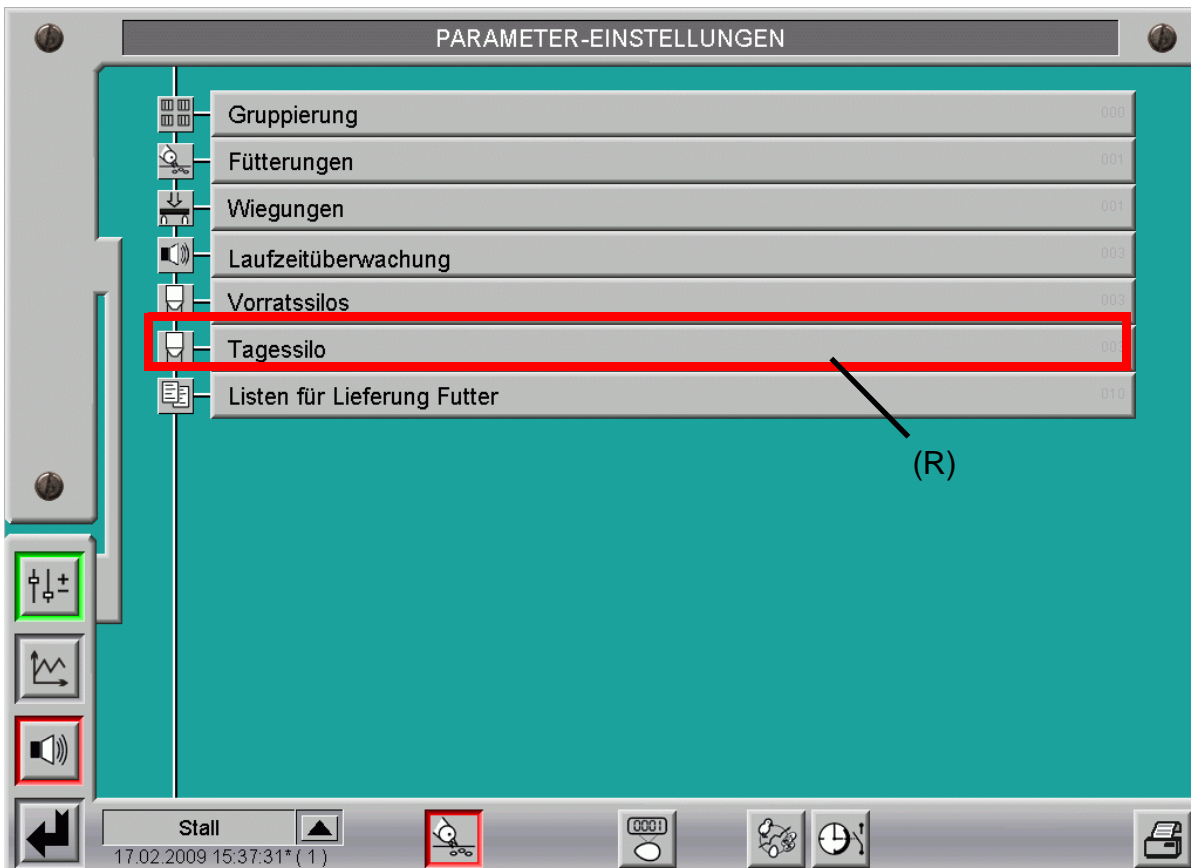 PARAMETER-EINSTELLUNGEN
Gruppierung 000
Fütterungen 001
Wiegungen 001
Laufzeitüberwachung 003
Vorratssilos 003
Tagessilo
Listen für Lieferung Futter 010
(R)
Stall
0001
17.02.2009 15:37:31* ( 1 )